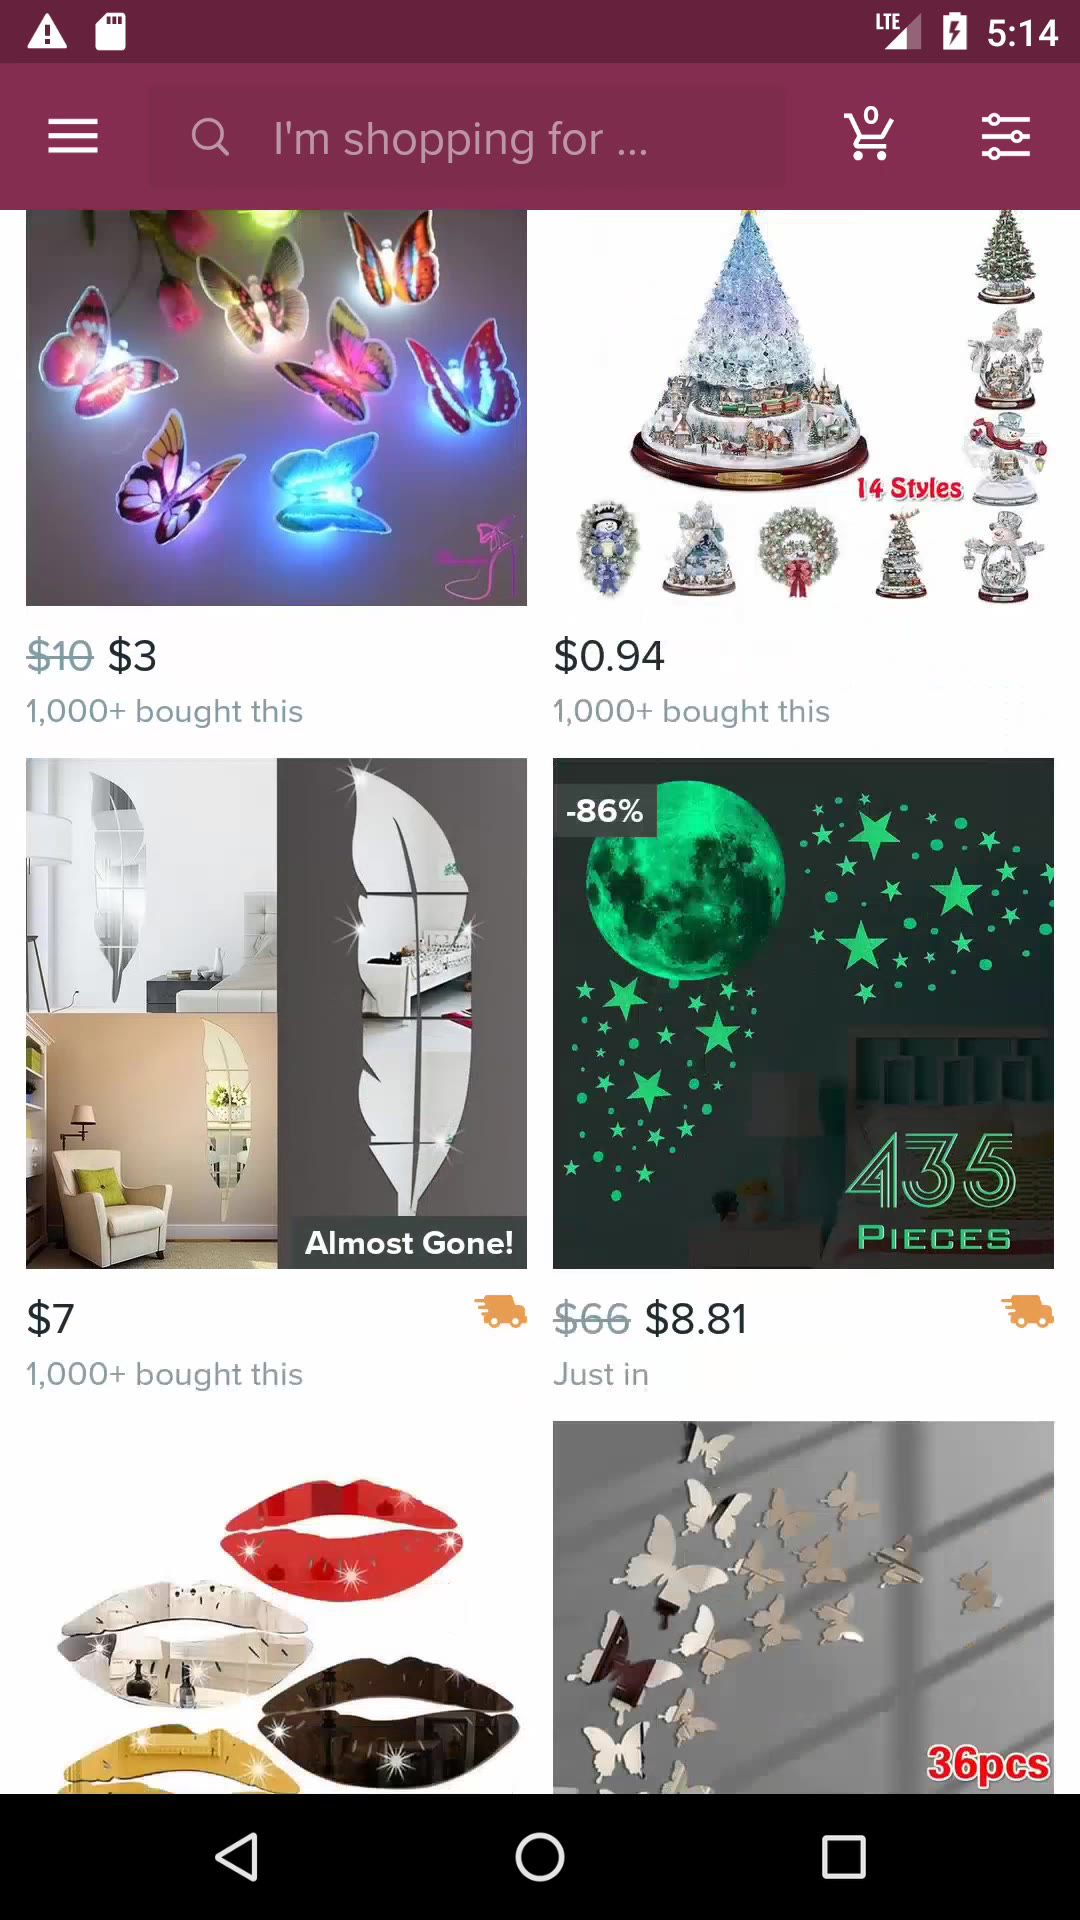 LTE 5:14
I'm shopping for ...
0
14 Styles
$10 $3
1,000+ bought this
$0.94
1,000+ bought this
Almost Gone!
-86%
435
PIECES
$7
1,000+ bought this
$66 $8.81
Just in
36pcs